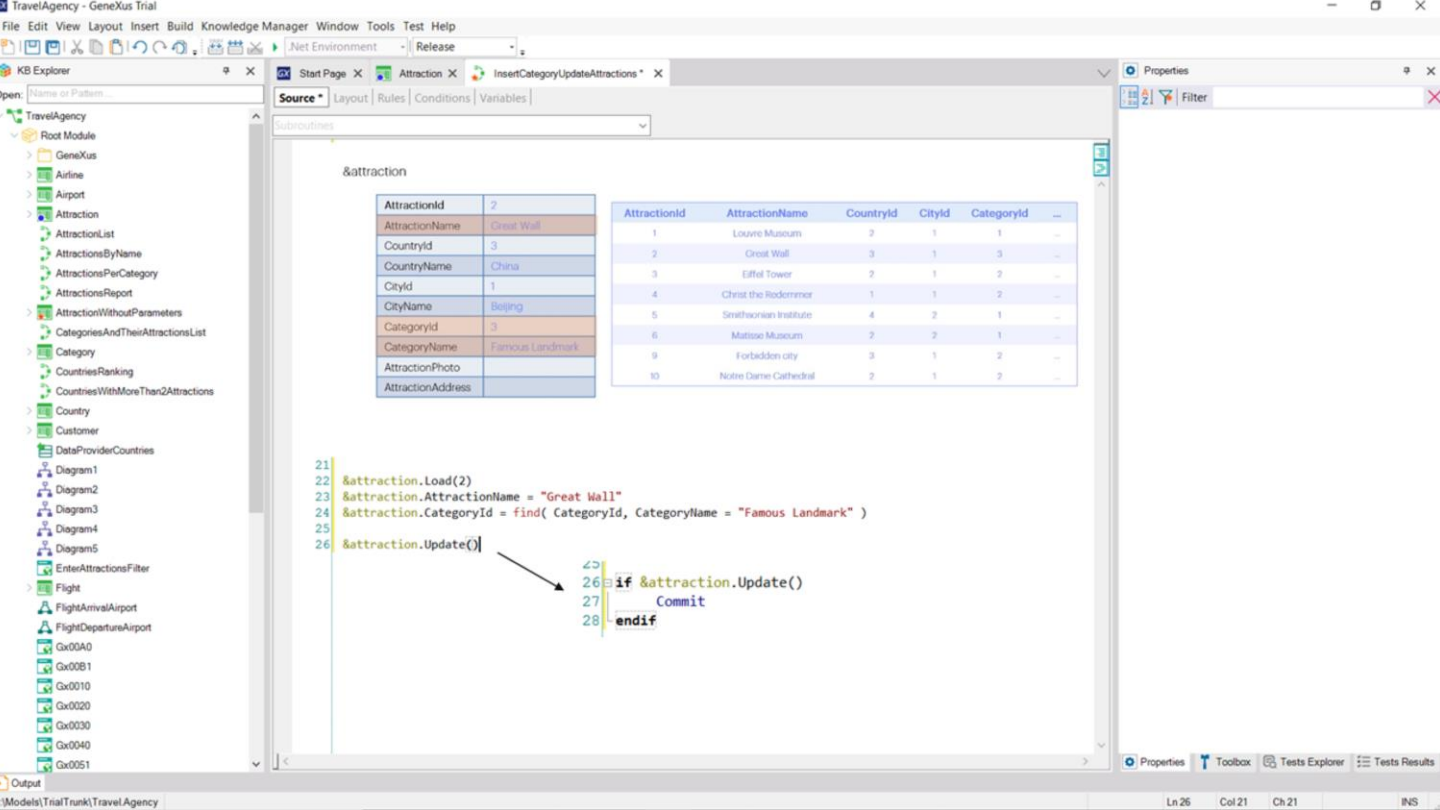 TravelAgency - GeneXus Trial
File Edit View Layout Insert Build Knowledge Manager Window Tools Test Help
.Net Environment Release
KB Explorer
Open: Name or Pattern...
TravelAgency
Root Module
GeneXus
Airline
Airport
Attraction
AttractionList
AttractionsByName
AttractionsPerCategory
AttractionsReport
AttractionWithoutParameters
CategoriesAndTheirAttractionsList
Category
CountriesRanking
CountriesWithMoreThan2Attractions
Country
Customer
DataProviderCountries
Diagram1
Diagram2
Diagram3
Diagram4
Diagram5
EnterAttractionsFilter
Flight
FlightArrivalAirport
FlightDepartureAirport
Gx00A0
Gx00B1
Gx0010
Gx0020
Gx0030
Gx0040
Gx0051
Start Page Attraction InsertCategoryUpdateAttractions *
Source * Layout Rules Conditions Variables
Subroutines
&attraction
AttractionId 2
AttractionName Great Wall
CountryId 3
CountryName China
CityId 1
CityName Beijing
CategoryId 3
CategoryName Famous Landmark
AttractionPhoto
AttractionAddress
AttractionId AttractionName CountryId CityId CategoryId ...
1 Louvre Museum 2 1 1 ...
2 Great Wall 3 1 3 ...
3 Eiffel Tower 2 1 2 ...
4 Christ the Redemmer 1 1 2 ...
5 Smithsonian Institute 4 2 1 ...
6 Matisse Museum 2 2 1 ...
9 Forbidden city 3 1 2 ...
10 Notre Dame Cathedral 2 1 2 ...
21
22 &attraction.Load(2)
23 &attraction.AttractionName = "Great Wall"
24 &attraction.CategoryId = find( CategoryId, CategoryName = "Famous Landmark" )
25
26 &attraction.Update()
25
26 if &attraction.Update()
27 Commit
28 endif
Properties
Filter
Properties Toolbox Tests Explorer Tests Results
Output
:\Models\TrialTrunk\Travel.Agency
Ln 26 Col 21 Ch 21 INS